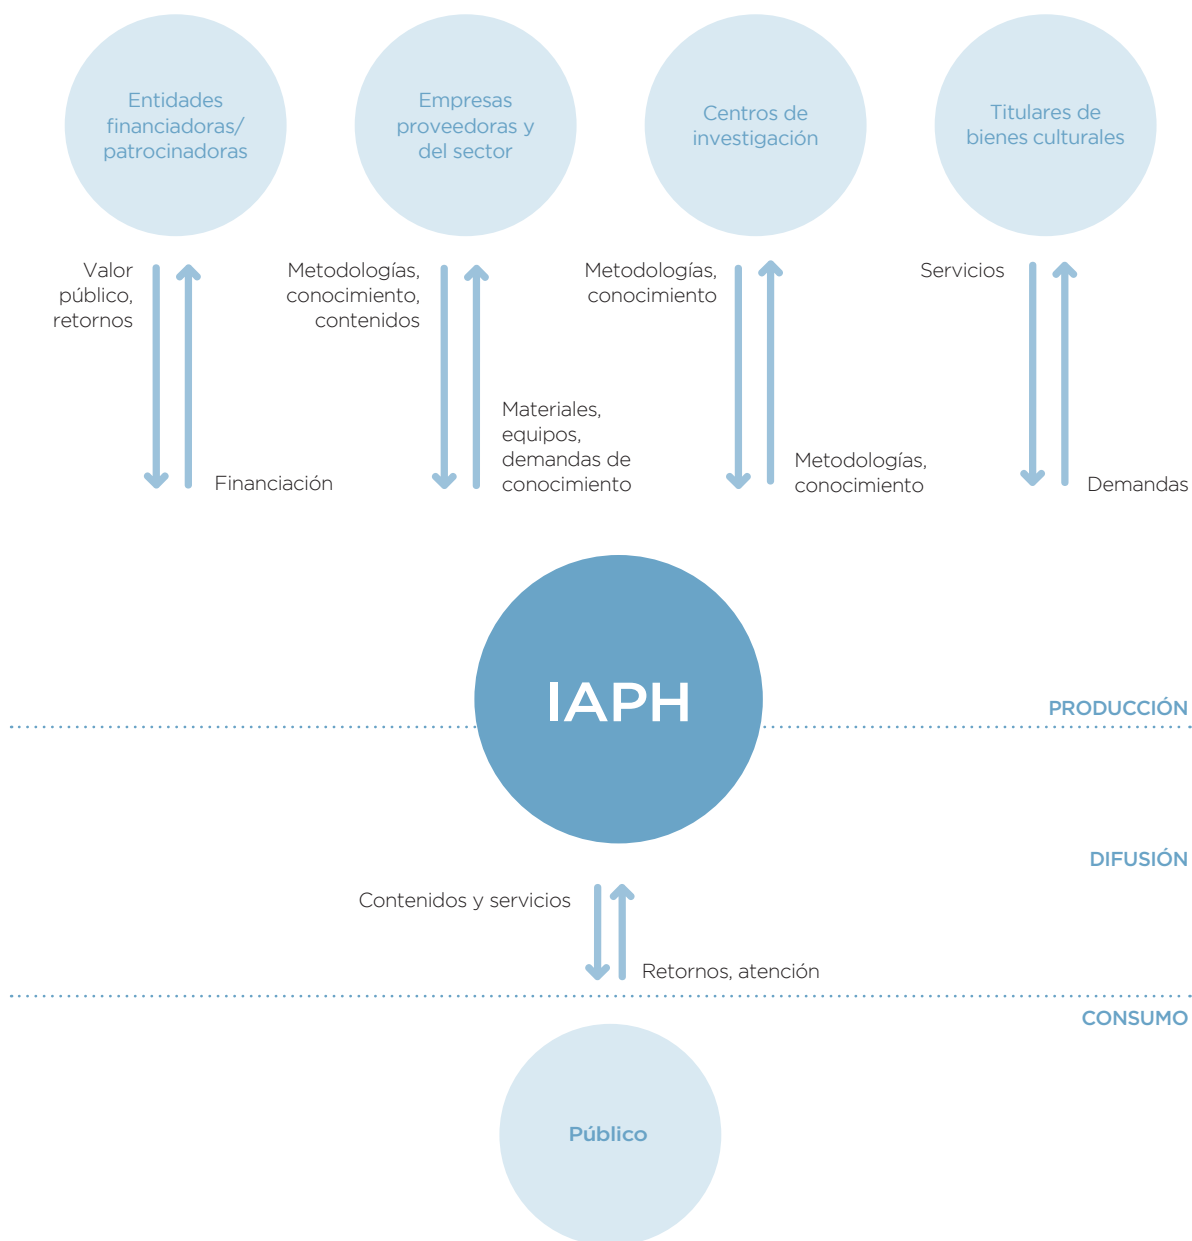 Entidades
financiadoras/
patrocinadoras
Empresas
proveedoras y
del sector
Centros de
investigación
Titulares de
bienes culturales
Valor
público,
retornos
Financiación
Metodologías,
conocimiento,
contenidos
Materiales,
equipos,
demandas de
conocimiento
Metodologías,
conocimiento
Metodologías,
conocimiento
Servicios
Demandas
IAPH
PRODUCCIÓN
DIFUSIÓN
Contenidos y servicios
Retornos, atención
CONSUMO
Público